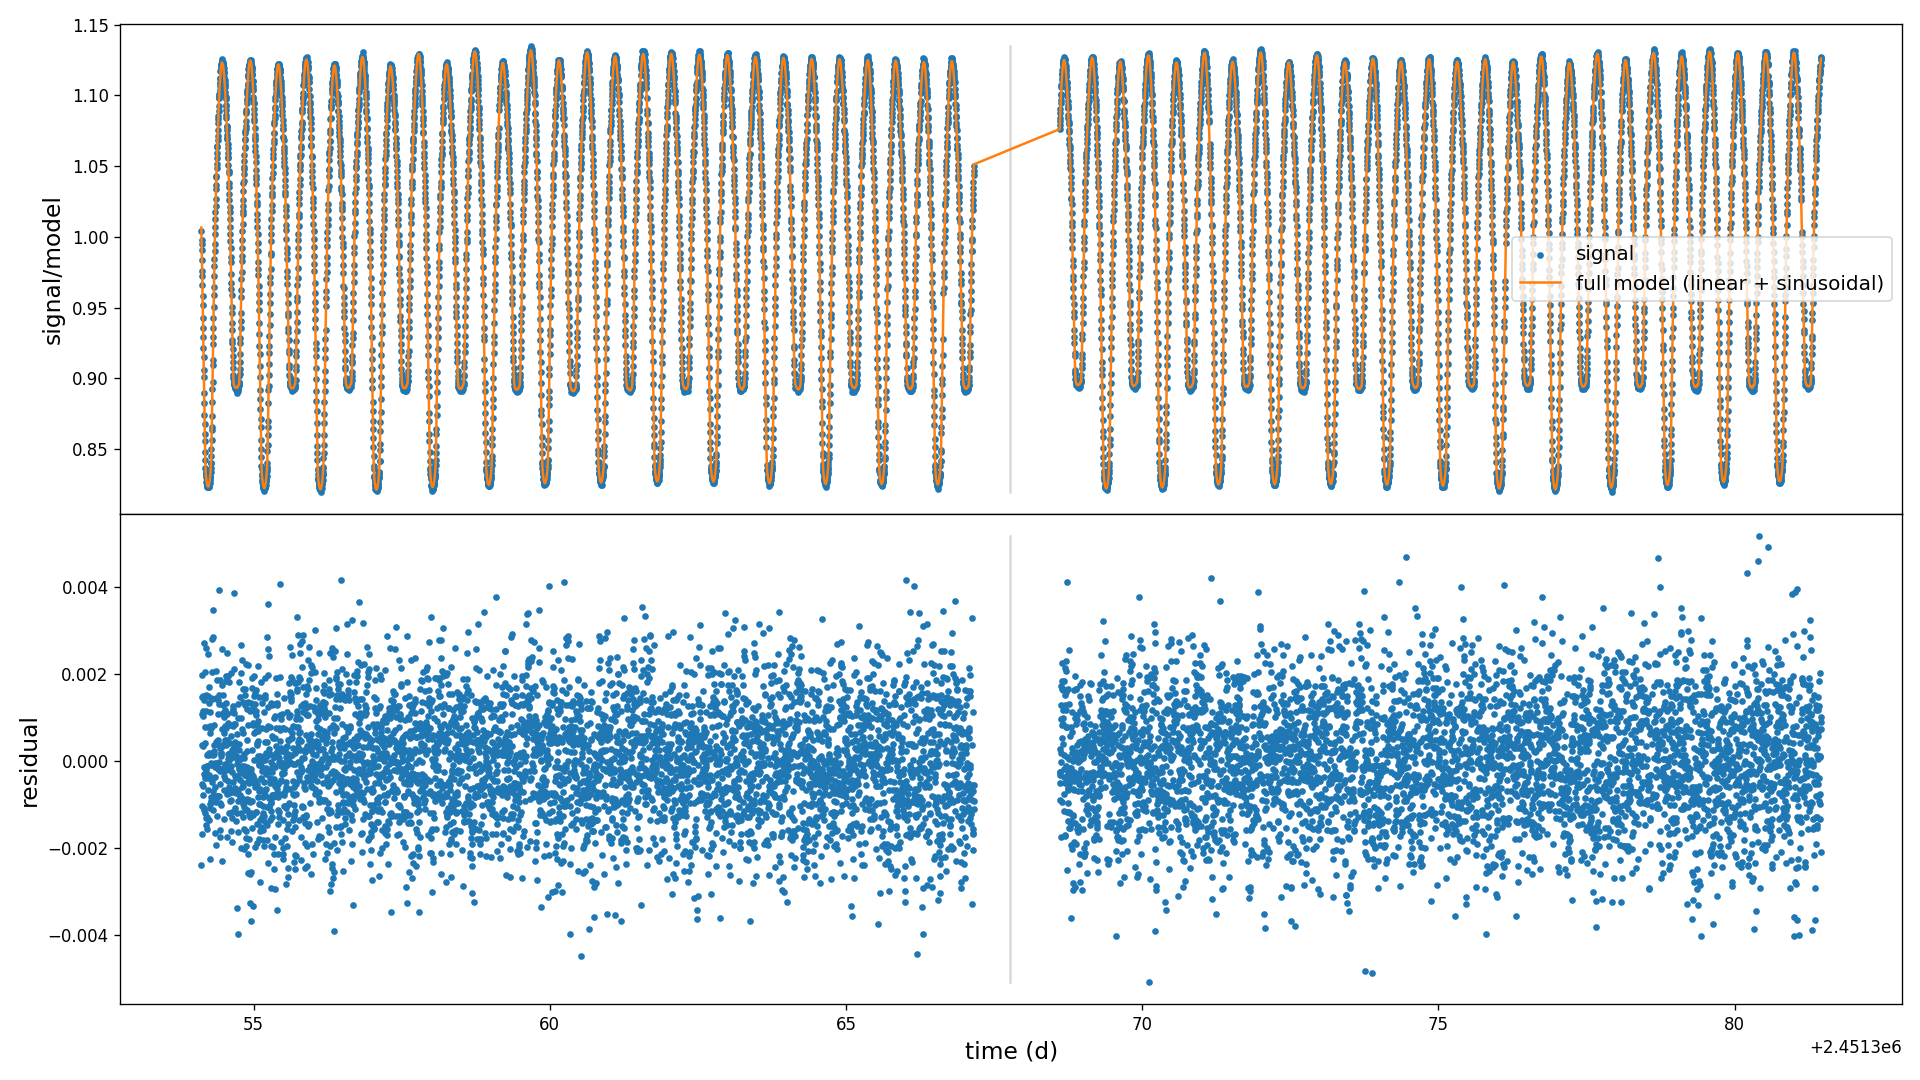 1.15
1.10
1.05
1.00
0.95
0.90
0.85
signal/model
signal
full model (linear + sinusoidal)
0.004
0.002
0.000
−0.002
−0.004
residual
55 60 65 70 75 80
time (d)
+2.4513e6